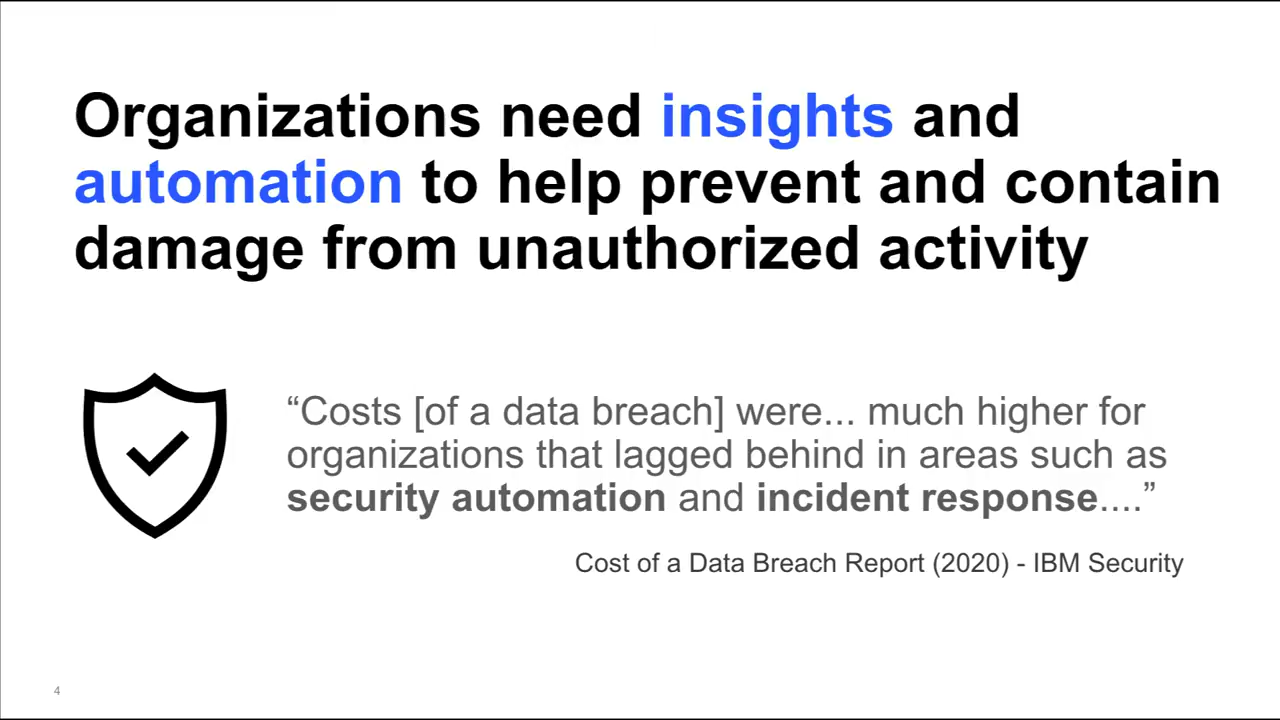 Organizations need insights and
automation to help prevent and contain
damage from unauthorized activity
“Costs [of a data breach] were... much higher for
organizations that lagged behind in areas such as
security automation and incident response....”
Cost of a Data Breach Report (2020) - IBM Security
4